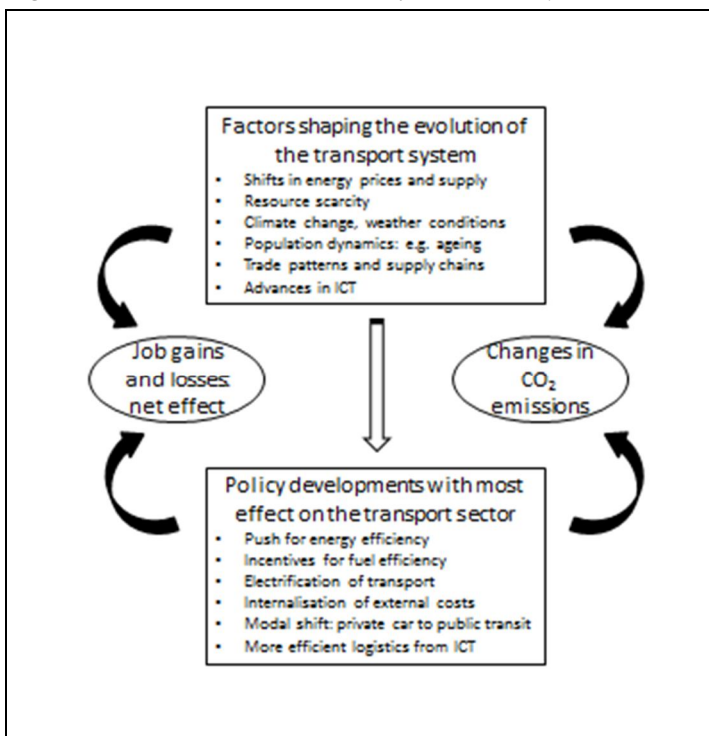 Factors shaping the evolution of
the transport system
• Shifts in energy prices and supply
• Resource scarcity
• Climate change, weather conditions
• Population dynamics: e.g. ageing
• Trade patterns and supply chains
• Advances in ICT
Job gains
and losses:
net effect
Changes in
CO₂
emissions
Policy developments with most
effect on the transport sector
• Push for energy efficiency
• Incentives for fuel efficiency
• Electrification of transport
• Internalisation of external costs
• Modal shift: private car to public transit
• More efficient logistics from ICT